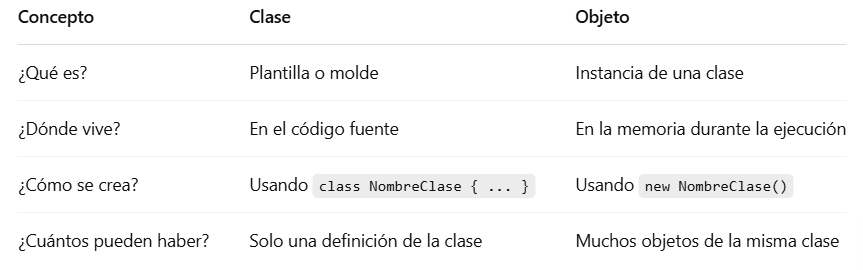 Concepto Clase Objeto
¿Qué es? Plantilla o molde Instancia de una clase
¿Dónde vive? En el código fuente En la memoria durante la ejecución
¿Cómo se crea? Usando class NombreClase { ... } Usando new NombreClase()
¿Cuántos pueden haber? Solo una definición de la clase Muchos objetos de la misma clase